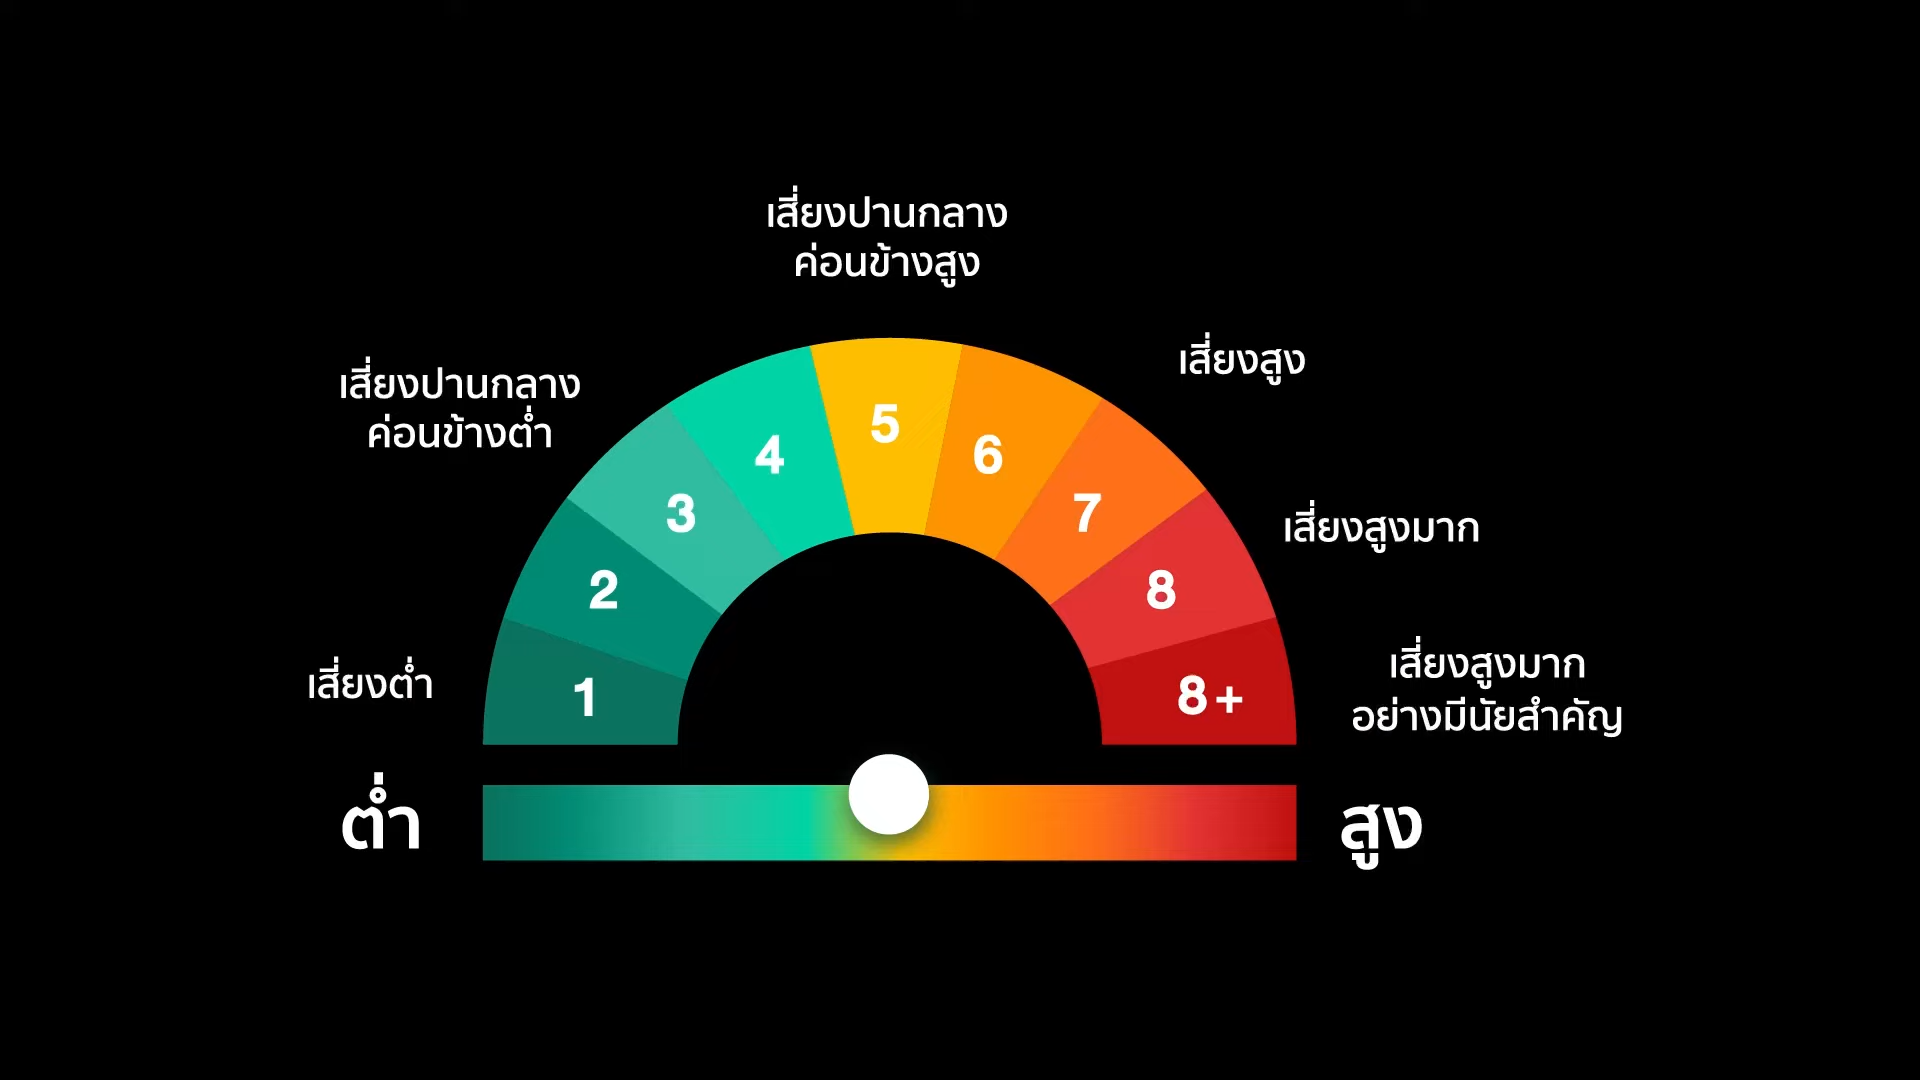 เสี่ยงปานกลาง
ค่อนข้างสูง
เสี่ยงสูง
เสี่ยงปานกลาง
ค่อนข้างต่ำ
5
4
6
3
7
เสี่ยงสูงมาก
2
8
เสี่ยงต่ำ
1
8+
เสี่ยงสูงมาก
อย่างมีนัยสำคัญ
ต่ำ
สูง